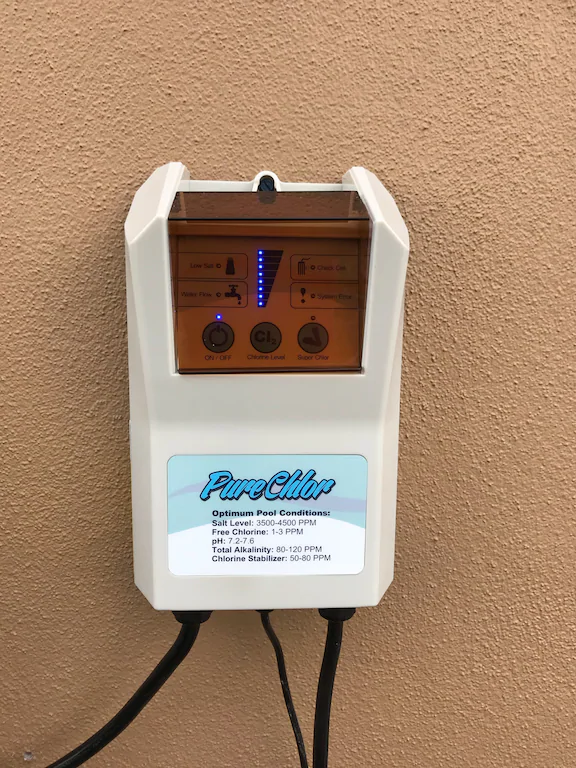 Low Salt
Check Cell
Water Flow
System Error
Cl2
ON / OFF
Chlorine Level
Super Chlor
PureChlor
Optimum Pool Conditions:
Salt Level: 3500-4500 PPM
Free Chlorine: 1-3 PPM
pH: 7.2-7.6
Total Alkalinity: 80-120 PPM
Chlorine Stabilizer: 50-80 PPM